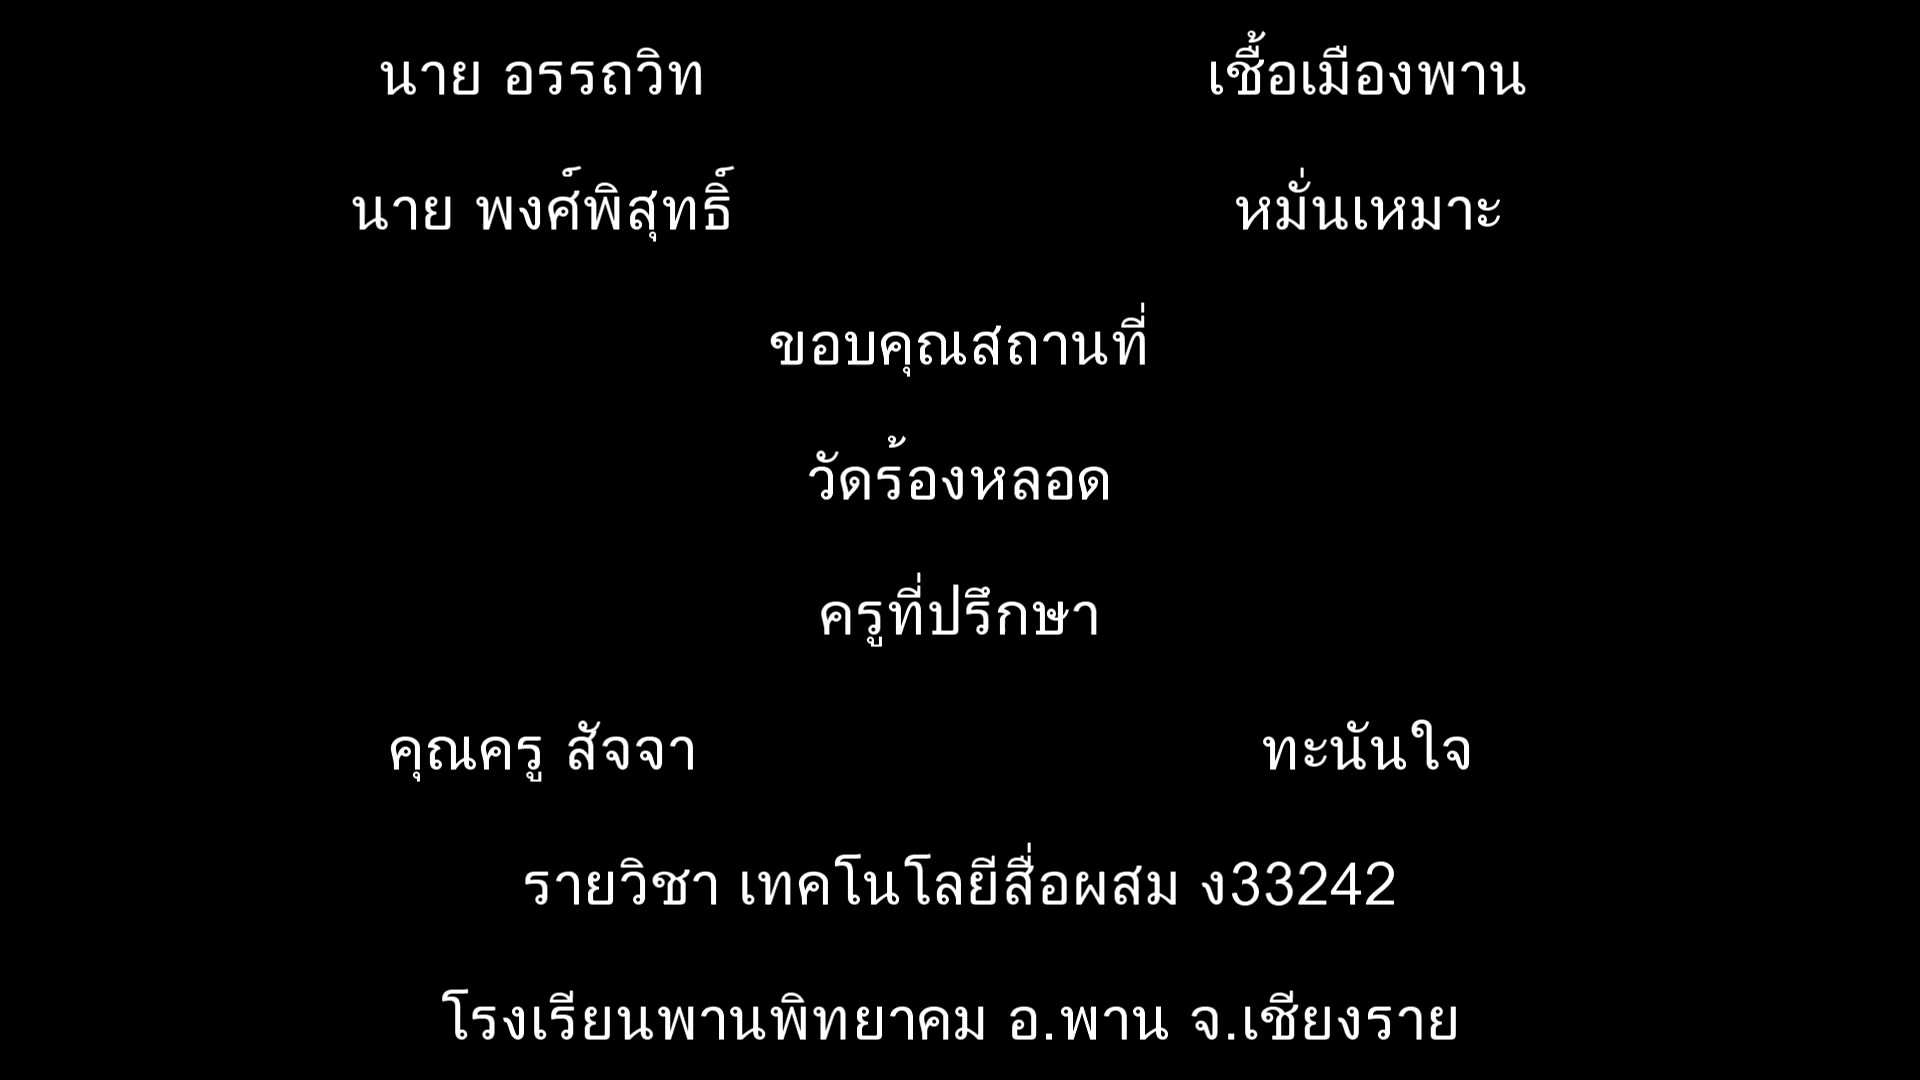 นาย อรรถวิท เชื้อเมืองพาน
นาย พงศ์พิสุทธิ์ หมั่นเหมาะ
ขอบคุณสถานที่
วัดร้องหลอด
ครูที่ปรึกษา
คุณครู สัจจา ทะนันใจ
รายวิชา เทคโนโลยีสื่อผสม ง33242
โรงเรียนพานพิทยาคม อ.พาน จ.เชียงราย